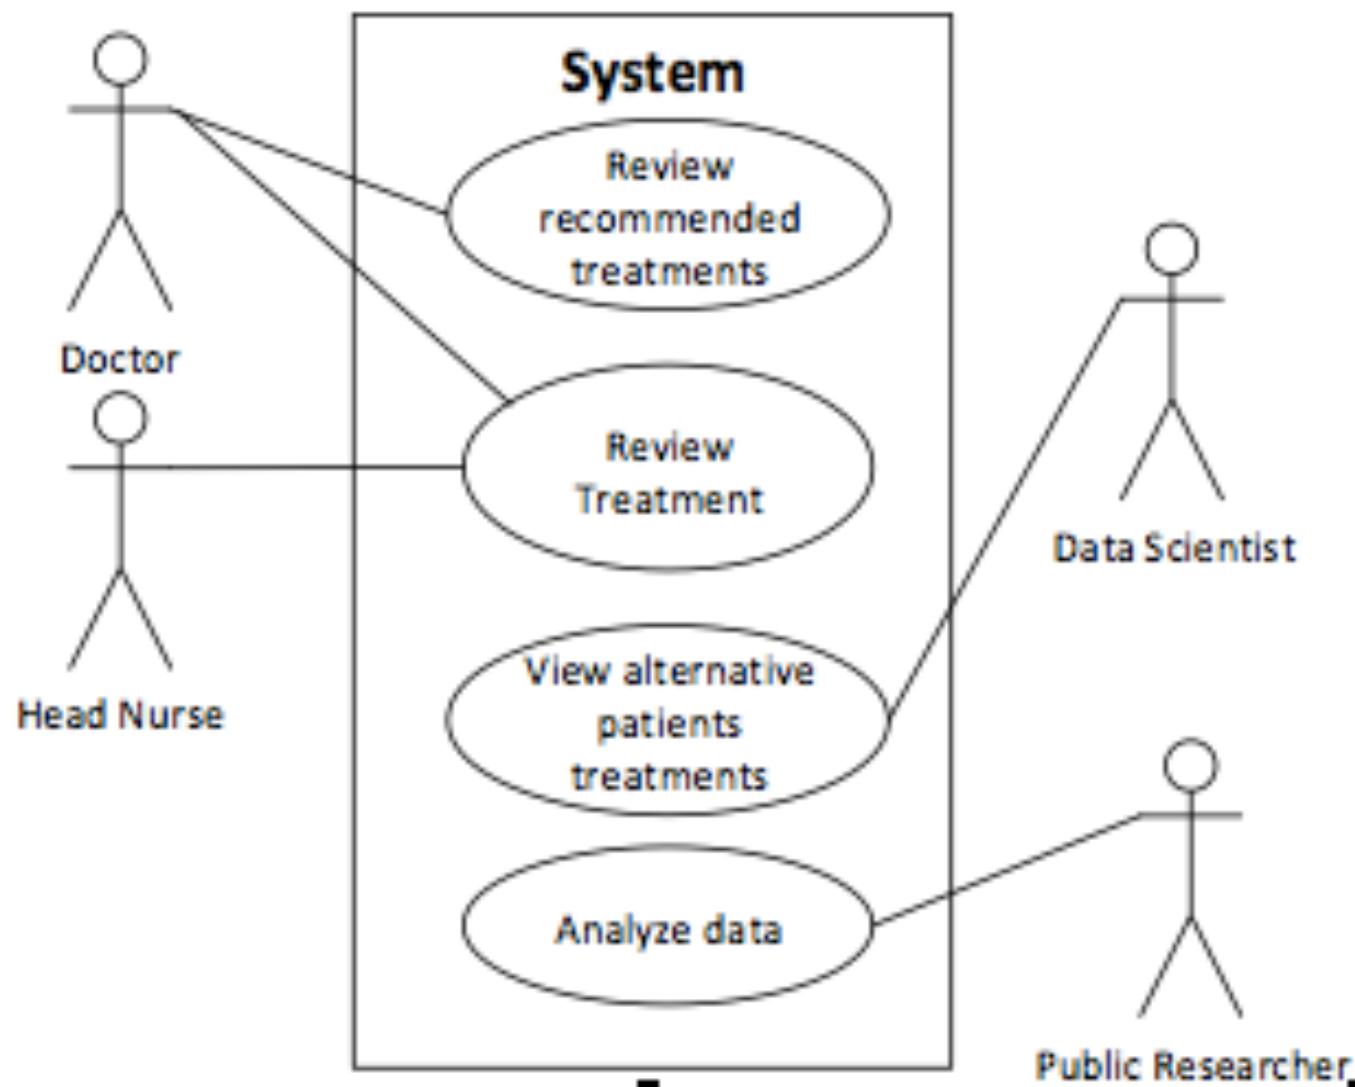 System
Review
recommended
treatments
Doctor
Review
Treatment
Head Nurse
Data Scientist
View alternative
patients
treatments
Analyze data
Public Researcher